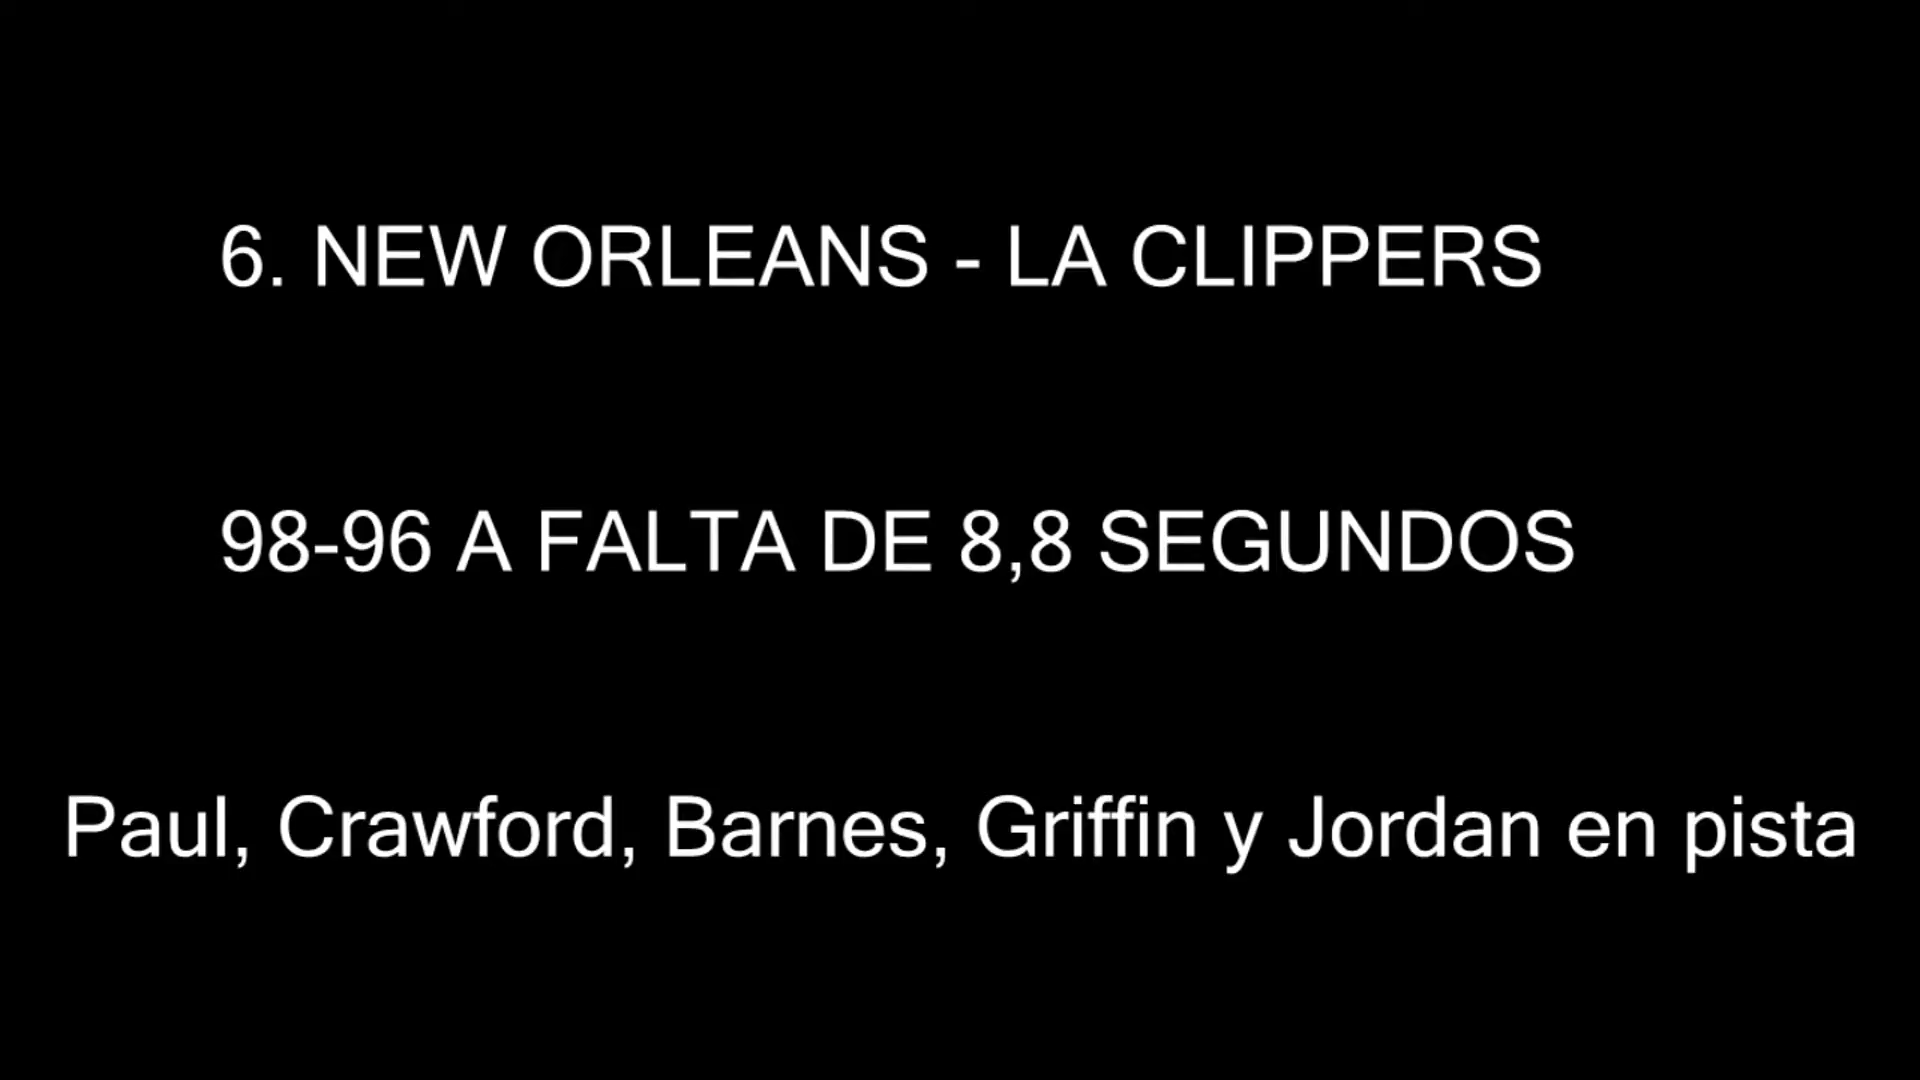 6. NEW ORLEANS - LA CLIPPERS
98-96 A FALTA DE 8,8 SEGUNDOS
Paul, Crawford, Barnes, Griffin y Jordan en pista